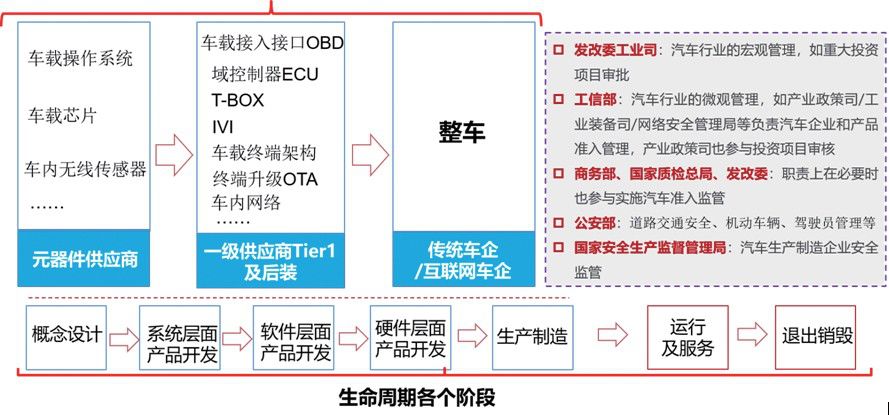 车载操作系统
车载芯片
车内无线传感器
……
元器件供应商
车载接入接口OBD
域控制器ECU
T-BOX
IVI
车载终端架构
终端升级OTA
车内网络
……
一级供应商Tier1
及后装
整车
传统车企
/互联网车企
发改委工业司：汽车行业的宏观管理，如重大投资
项目审批
工信部：汽车行业的微观管理，如产业政策司/工
业装备司/网络安全管理局等负责汽车企业和产品
准入管理，产业政策司也参与投资项目审核
商务部、国家质检总局、发改委：职责上在必要时
也参与实施汽车准入监管
公安部：道路交通安全、机动车辆、驾驶员管理等
国家安全生产监督管理局：汽车生产制造企业安全
监管
概念设计
系统层面
产品开发
软件层面
产品开发
硬件层面
产品开发
生产制造
运行
及服务
退出销毁
生命周期各个阶段